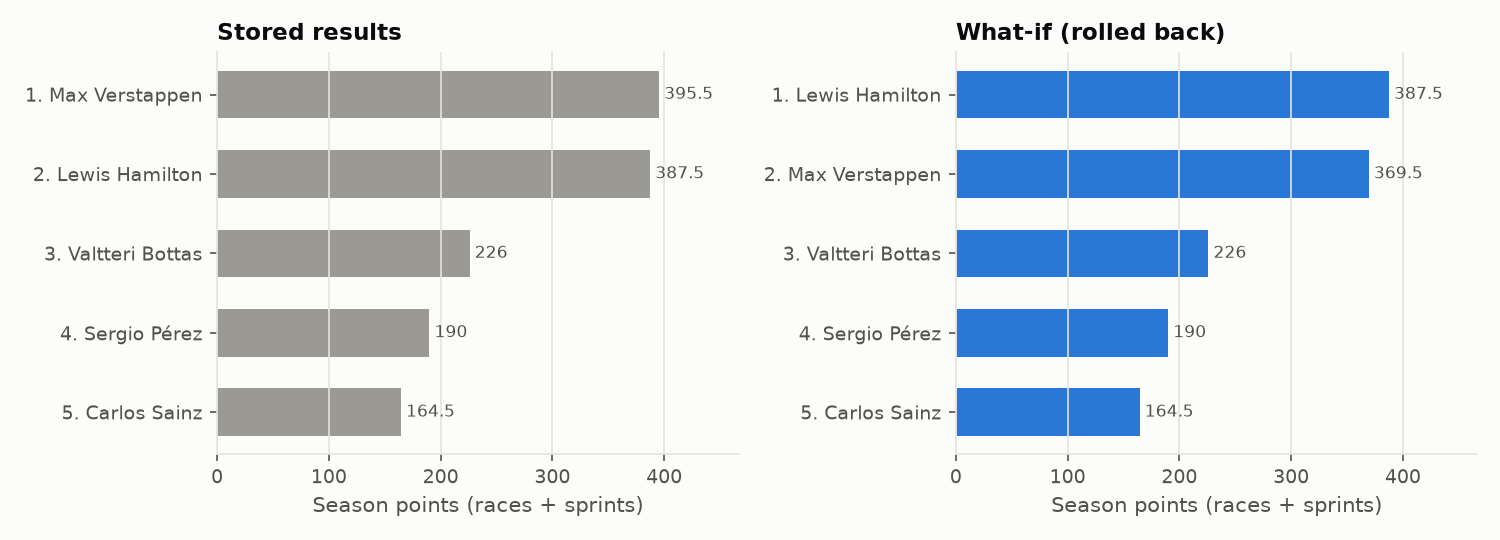 Stored results
1. Max Verstappen
395.5
2. Lewis Hamilton
387.5
3. Valtteri Bottas
226
4. Sergio Pérez
190
5. Carlos Sainz
164.5
0 100 200 300 400
Season points (races + sprints)
What-if (rolled back)
1. Lewis Hamilton
387.5
2. Max Verstappen
369.5
3. Valtteri Bottas
226
4. Sergio Pérez
190
5. Carlos Sainz
164.5
0 100 200 300 400
Season points (races + sprints)